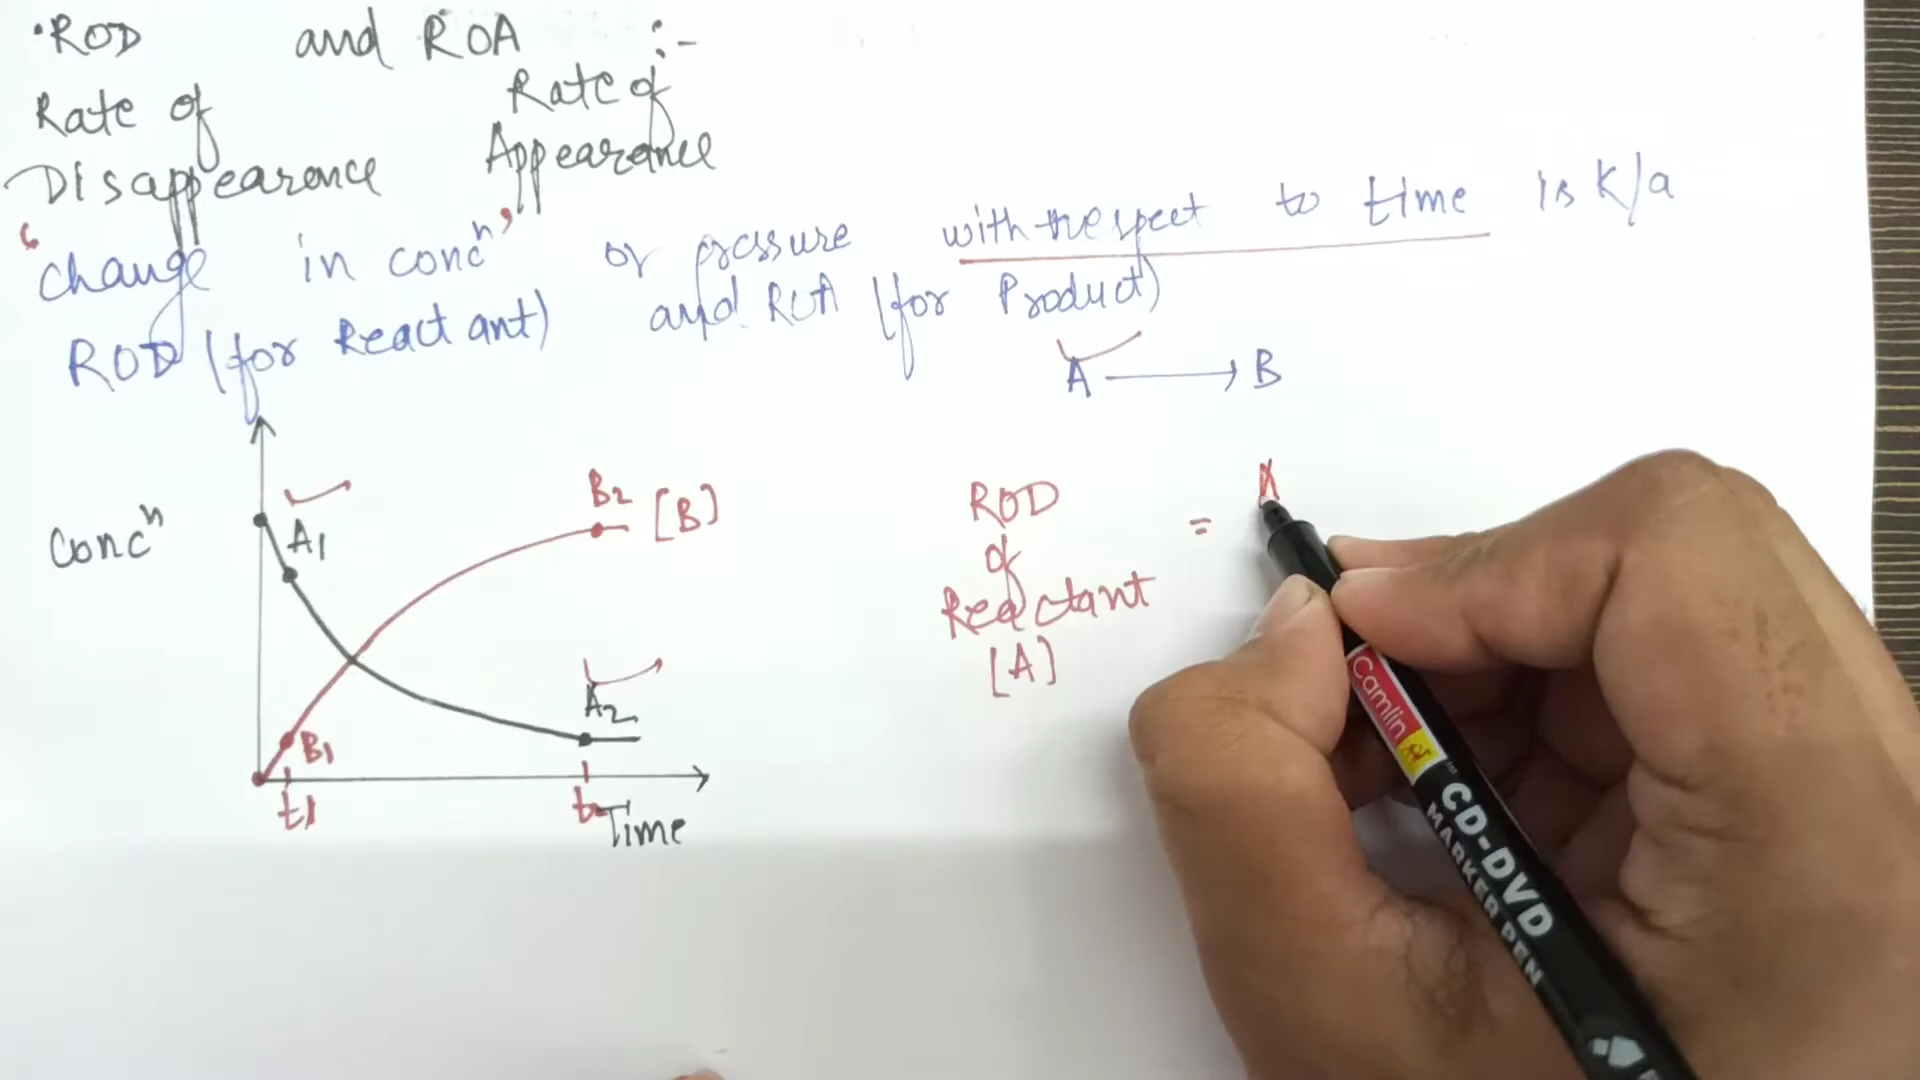 •ROD and ROA :-
Rate of Rate of
Disappearance Appearance
"change in concⁿ" or pressure with respect to time is k/a
ROD (for Reactant) and ROA (for Product)
A ⟶ B
Concⁿ
A1
B2 [B]
A2
B1
t1
Time
ROD
of
Reactant
[A]
=
Camlin
CD-DVD
MARKER PEN